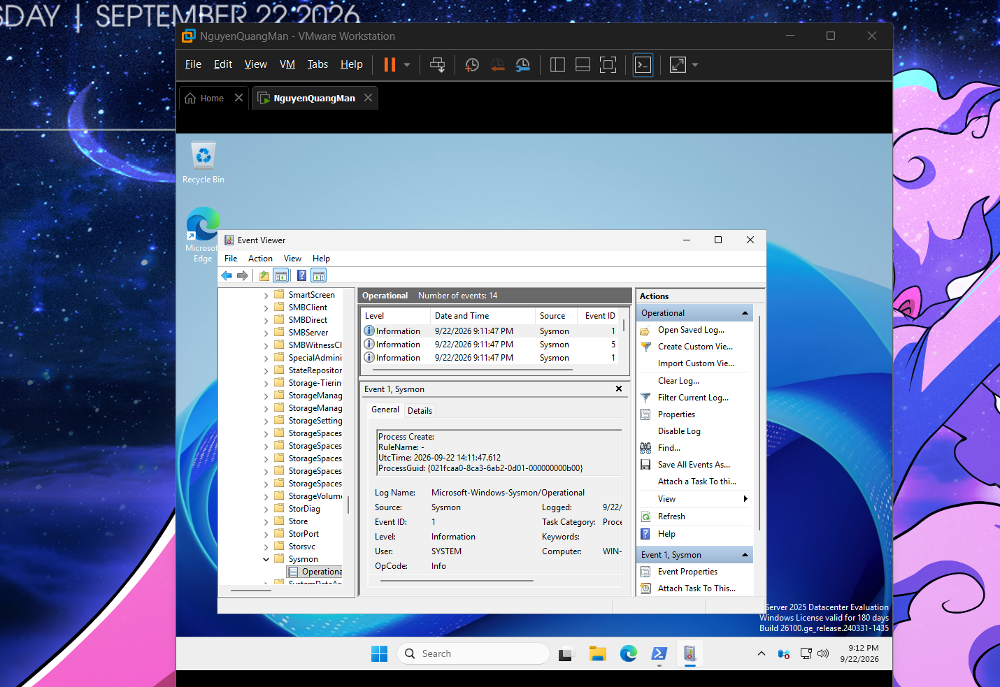 SDAY | SEPTEMBER 22 2026
NguyenQuangMan - VMware Workstation
File Edit View VM Tabs Help
Home NguyenQuangMan
Recycle Bin
Microsof
Edge
Event Viewer
File Action View Help
SmartScreen
SMBClient
SMBDirect
SMBServer
SMBWitnessCl
SpecialAdmini
StateRepositor
Storage-Tierin
StorageManag
StorageManag
StorageSetting
StorageSpaces
StorageSpaces
StorageSpaces
StorageSpaces
StorageSpaces
StorageVolume
StorDiag
Store
StorPort
Storsvc
Sysmon
Operationa
SystemDataAr
Operational Number of events: 14
Level Date and Time Source Event ID
Information 9/22/2026 9:11:47 PM Sysmon 1
Information 9/22/2026 9:11:47 PM Sysmon 5
Information 9/22/2026 9:11:47 PM Sysmon 1
Event 1, Sysmon
General Details
Process Create:
RuleName: -
UtcTime: 2026-09-22 14:11:47.612
ProcessGuid: {021fcaa0-8ca3-6ab2-0d01-000000000b00}
Log Name: Microsoft-Windows-Sysmon/Operational
Source: Sysmon Logged: 9/22/
Event ID: 1 Task Category: Proce
Level: Information Keywords:
User: SYSTEM Computer: WIN-
OpCode: Info
Actions
Operational
Open Saved Log...
Create Custom Vie...
Import Custom Vie...
Clear Log...
Filter Current Log...
Properties
Disable Log
Find...
Save All Events As...
Attach a Task To thi...
View
Refresh
Help
Event 1, Sysmon
Event Properties
Attach Task To This...
Server 2025 Datacenter Evaluation
Windows License valid for 180 days
Build 26100.ge_release.240331-1435
Search
9:12 PM
9/22/2026